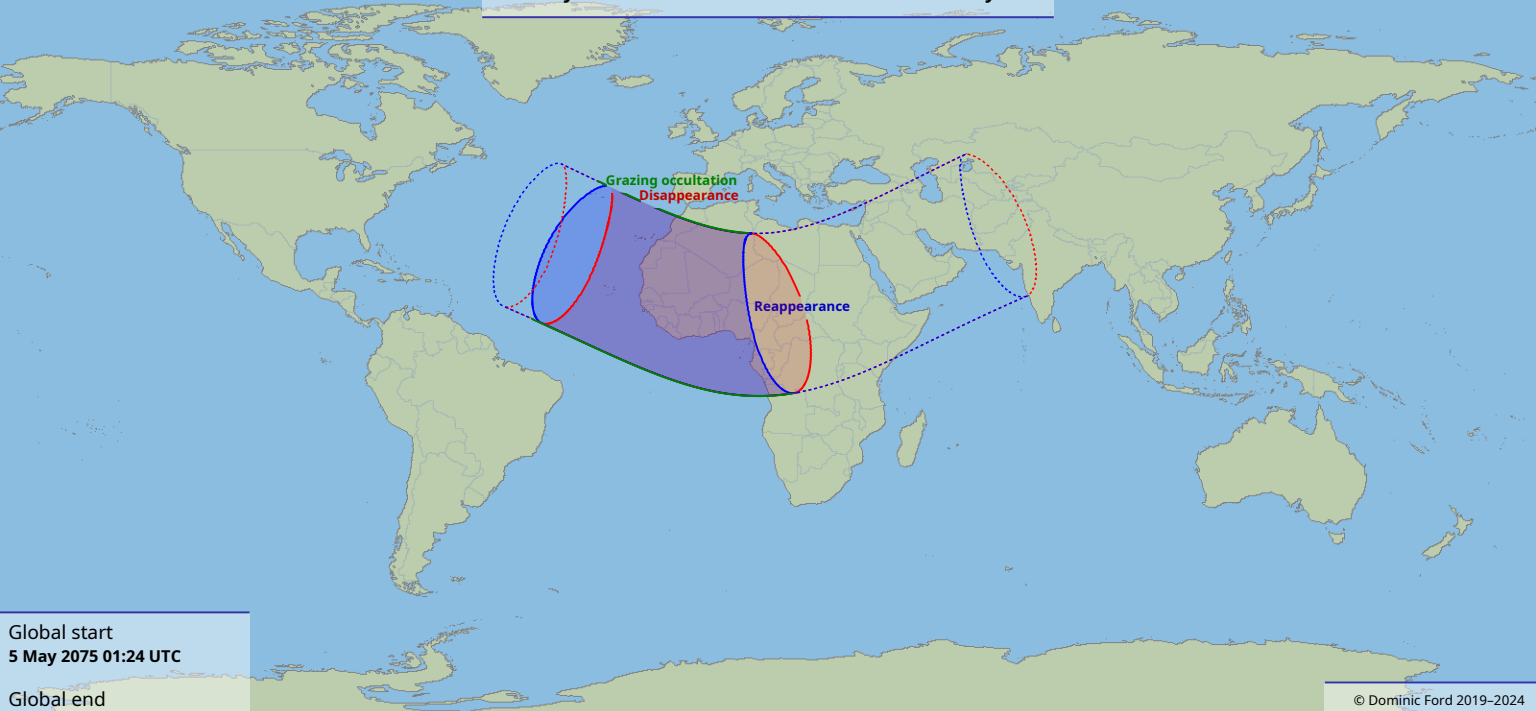 Grazing occultation
Disappearance
Reappearance
Global start
5 May 2075 01:24 UTC
Global end
© Dominic Ford 2019–2024